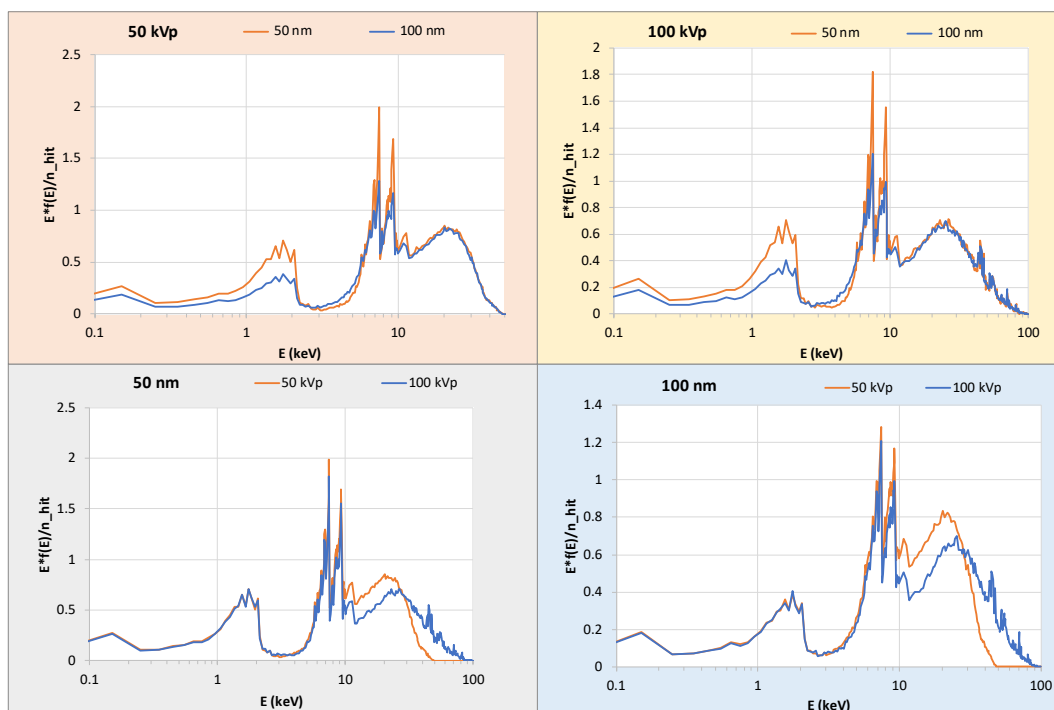 50 kVp
50 nm
100 nm
2.5
2
1.5
1
0.5
0
E*f(E)/n_hit
0.1
1
10
E (keV)
100 kVp
50 nm
100 nm
2
1.8
1.6
1.4
1.2
1
0.8
0.6
0.4
0.2
0
E*f(E)/n_hit
0.1
1
10
100
E (keV)
50 nm
50 kVp
100 kVp
2.5
2
1.5
1
0.5
0
E*f(E)/n_hit
0.1
1
10
100
E (keV)
100 nm
50 kVp
100 kVp
1.4
1.2
1
0.8
0.6
0.4
0.2
0
E*f(E)/n_hit
0.1
1
10
100
E (keV)